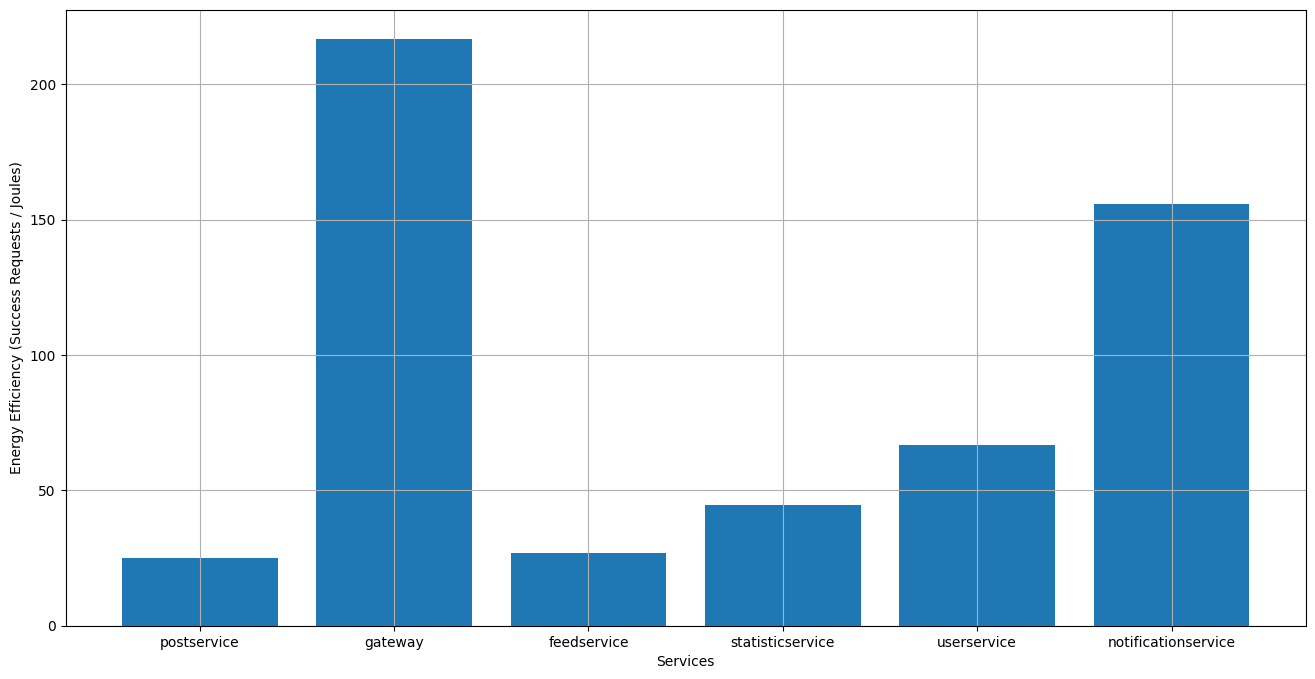 Energy Efficiency (Success Requests / Joules)
200
150
100
50
0
postservice gateway feedservice statisticservice userservice notificationservice
Services